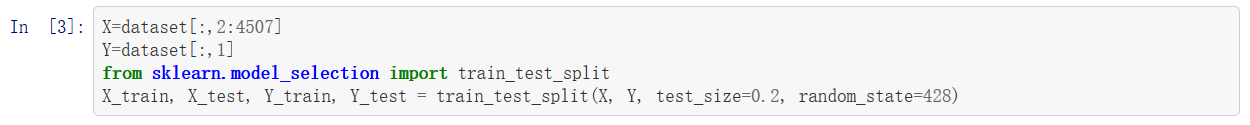 In [3]: X=dataset[:,2:4507]
Y=dataset[:,1]
from sklearn.model_selection import train_test_split
X_train, X_test, Y_train, Y_test = train_test_split(X, Y, test_size=0.2, random_state=428)